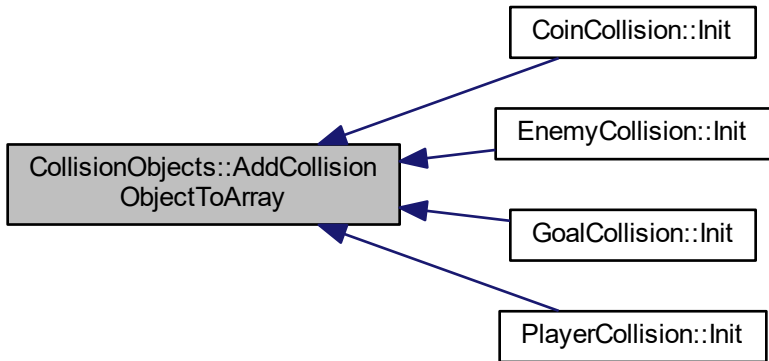 CoinCollision::Init
EnemyCollision::Init
CollisionObjects::AddCollision
ObjectToArray
GoalCollision::Init
PlayerCollision::Init